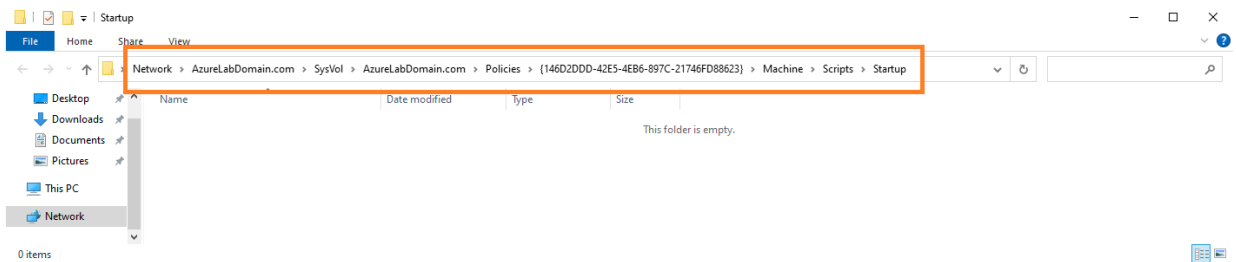 Startup
File Home Share View
Network > AzureLabDomain.com > SysVol > AzureLabDomain.com > Policies > {146D2DDD-42E5-4EB6-897C-21746FD88623} > Machine > Scripts > Startup
Name Date modified Type Size
Desktop
This folder is empty.
Downloads
Documents
Pictures
This PC
Network
0 items